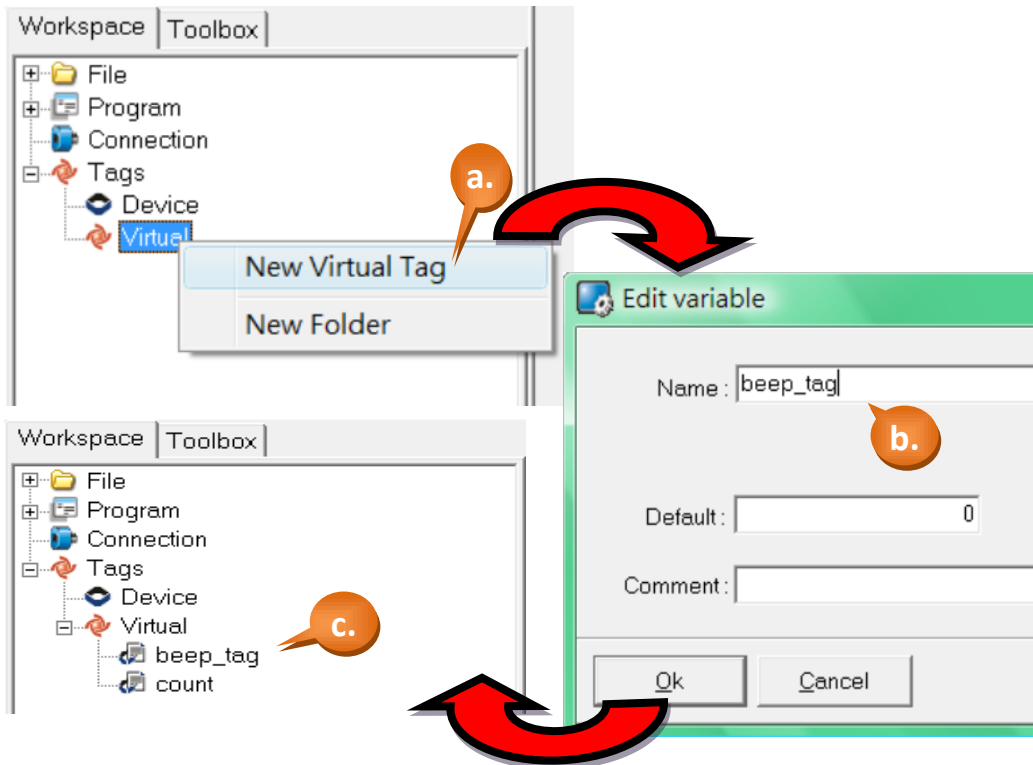 Workspace Toolbox
File
Program
Connection
Tags
Device
Virtual
a.
New Virtual Tag
New Folder
Edit variable
Name : beep_tag
b.
Default : 0
Comment :
Ok Cancel
Workspace Toolbox
File
Program
Connection
Tags
Device
Virtual
c.
beep_tag
count